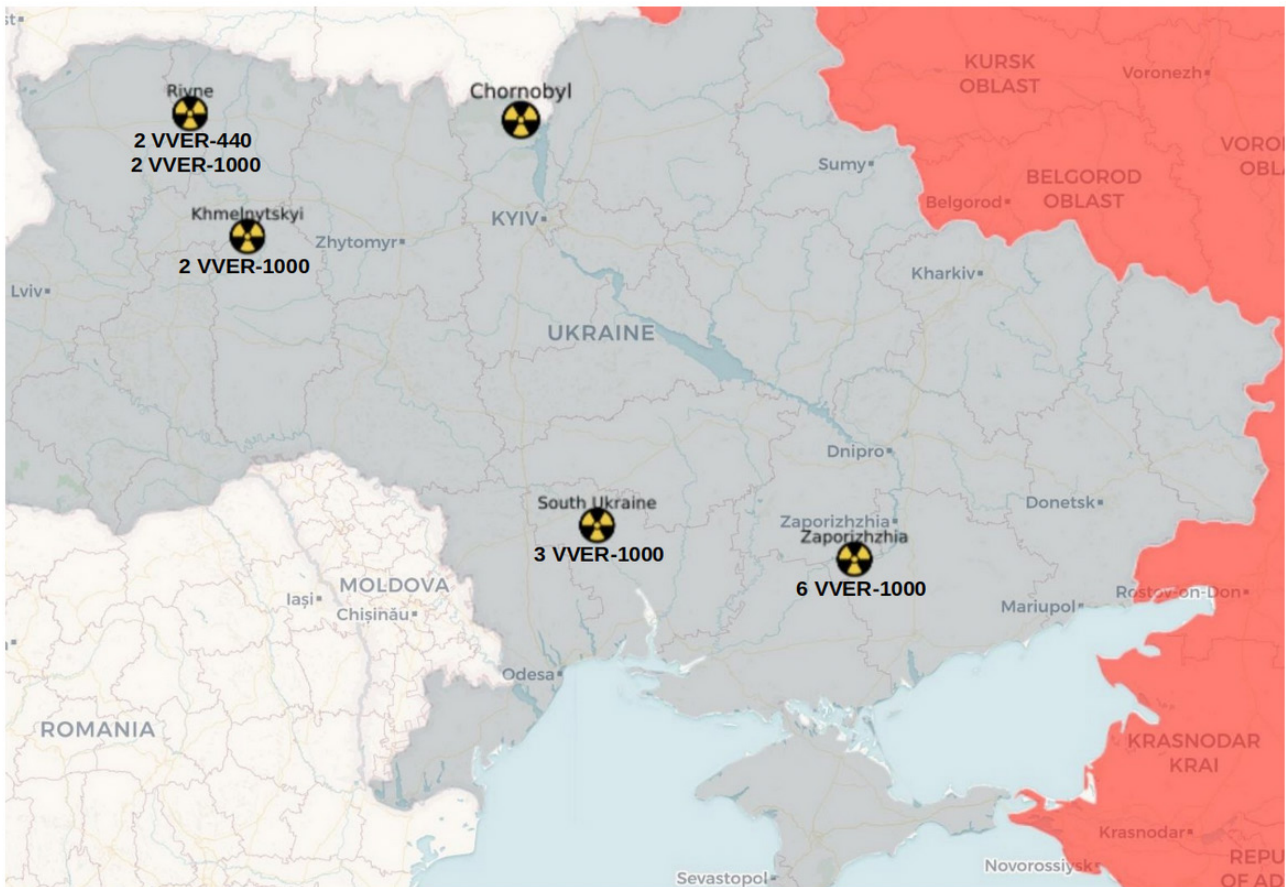 st
KURSK
OBLAST
Voronezh
Rivne
Chornobyl
2 VVER-440
2 VVER-1000
Sumy
VORO
OBL
BELGOROD
OBLAST
Belgorod
Khmelnytskyi
KYIV
Zhytomyr
2 VVER-1000
Kharkiv
Lviv
UKRAINE
Dnipro
South Ukraine
Donetsk
Zaporizhzhia
Zaporizhzhia
3 VVER-1000
6 VVER-1000
MOLDOVA
Iași
Chișinău
Mariupol
Rostov-on-Don
Odesa
ROMANIA
KRASNODAR
KRAI
Krasnodar
Novorossiysk
REPU
OF AD
Sevastopol